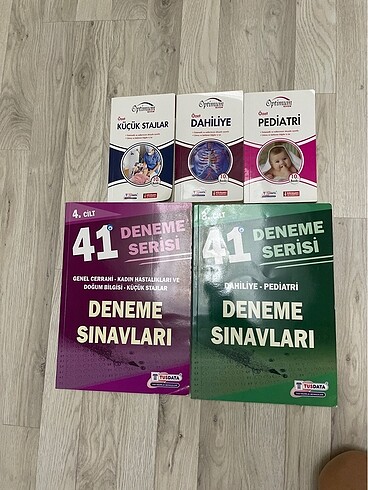 Optimum
Özet
KÜÇÜK STAJLAR
Optimum
Özet
DAHİLİYE
Optimum
Özet
PEDİATRİ
4. CİLT
41
DENEME
SERİSİ
GENEL CERRAHİ - KADIN HASTALIKLARI VE
DOĞUM BİLGİSİ - KÜÇÜK STAJLAR
DENEME
SINAVLARI
TUSDATA
3. CİLT
41
DENEME
SERİSİ
DAHİLİYE - PEDİATRİ
DENEME
SINAVLARI
TUSDATA